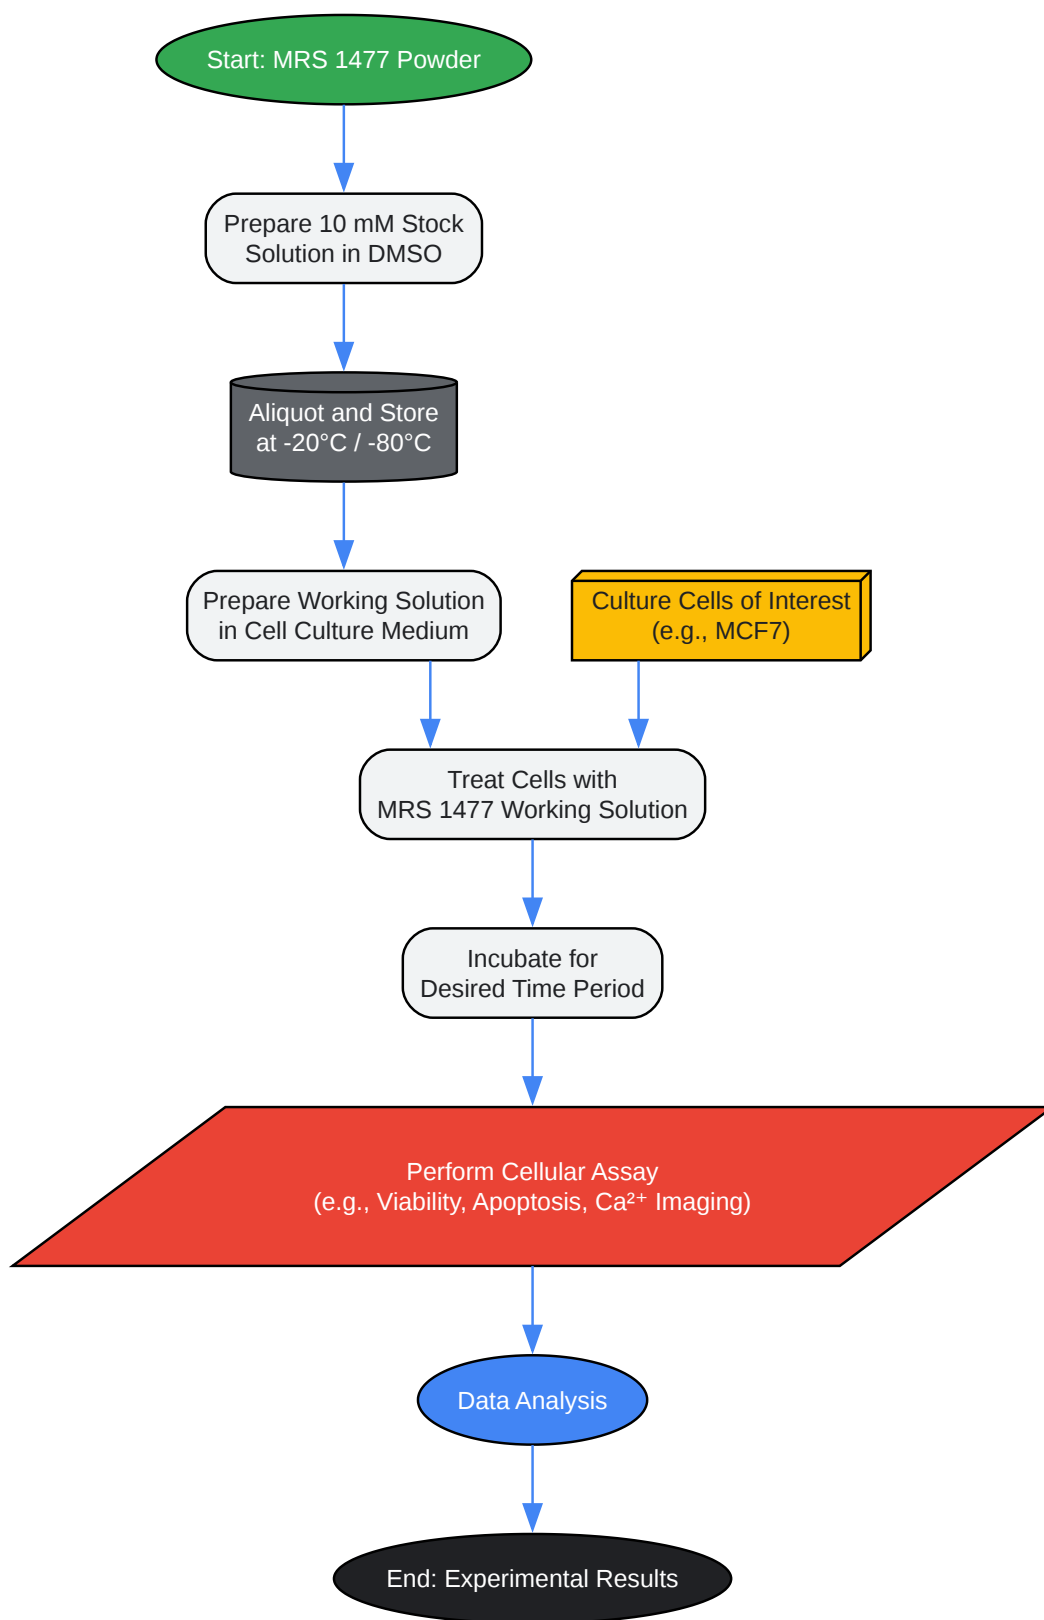 Start: MRS 1477 Powder
Prepare 10 mM Stock
Solution in DMSO
Aliquot and Store
at -20°C / -80°C
Prepare Working Solution
in Cell Culture Medium
Culture Cells of Interest
(e.g., MCF7)
Treat Cells with
MRS 1477 Working Solution
Incubate for
Desired Time Period
Perform Cellular Assay
(e.g., Viability, Apoptosis, Ca²⁺ Imaging)
Data Analysis
End: Experimental Results